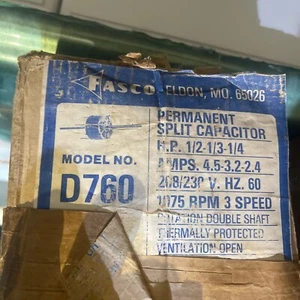 FASCO ELDON, MO. 65026
PERMANENT
SPLIT CAPACITOR
H.P. 1/2-1/3-1/4
MODEL NO.
AMPS. 4.5-3.2-2.4
D760
208/230 V. HZ. 60
1075 RPM 3 SPEED
ROTATION DOUBLE SHAFT
THERMALLY PROTECTED
VENTILATION OPEN